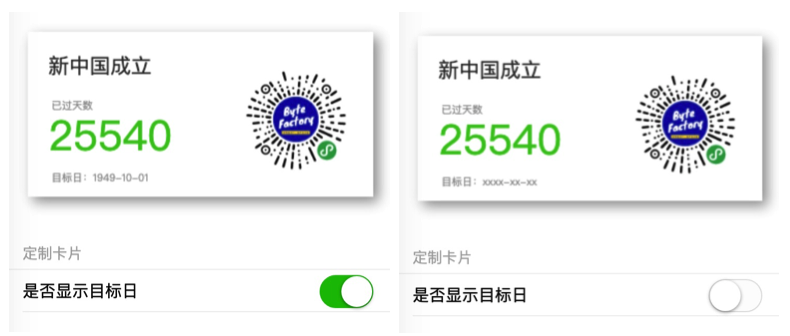 新中国成立
已过天数
25540
目标日：1949-10-01
Byte
Factory
定制卡片
是否显示目标日
新中国成立
已过天数
25540
目标日：xxxx-xx-xx
Byte
Factory
定制卡片
是否显示目标日